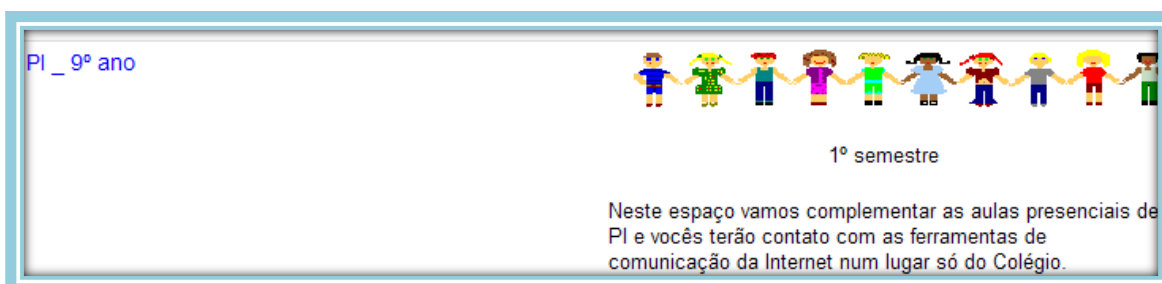 PI _ 9º ano
1º semestre
Neste espaço vamos complementar as aulas presenciais de
PI e vocês terão contato com as ferramentas de
comunicação da Internet num lugar só do Colégio.